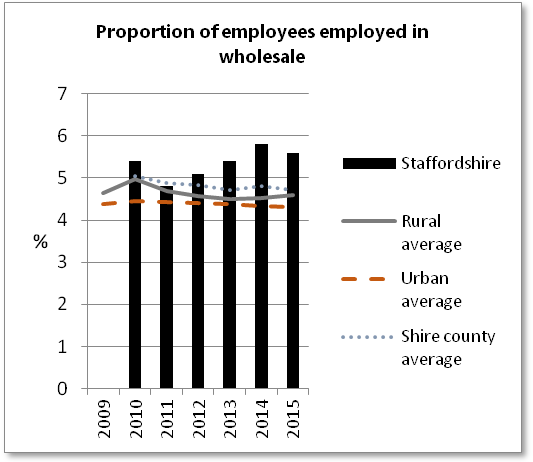 Proportion of employees employed in
wholesale
7
6
5
4
3
2
1
0
%
2009
2010
2011
2012
2013
2014
2015
Staffordshire
Rural
average
Urban
average
Shire county
average